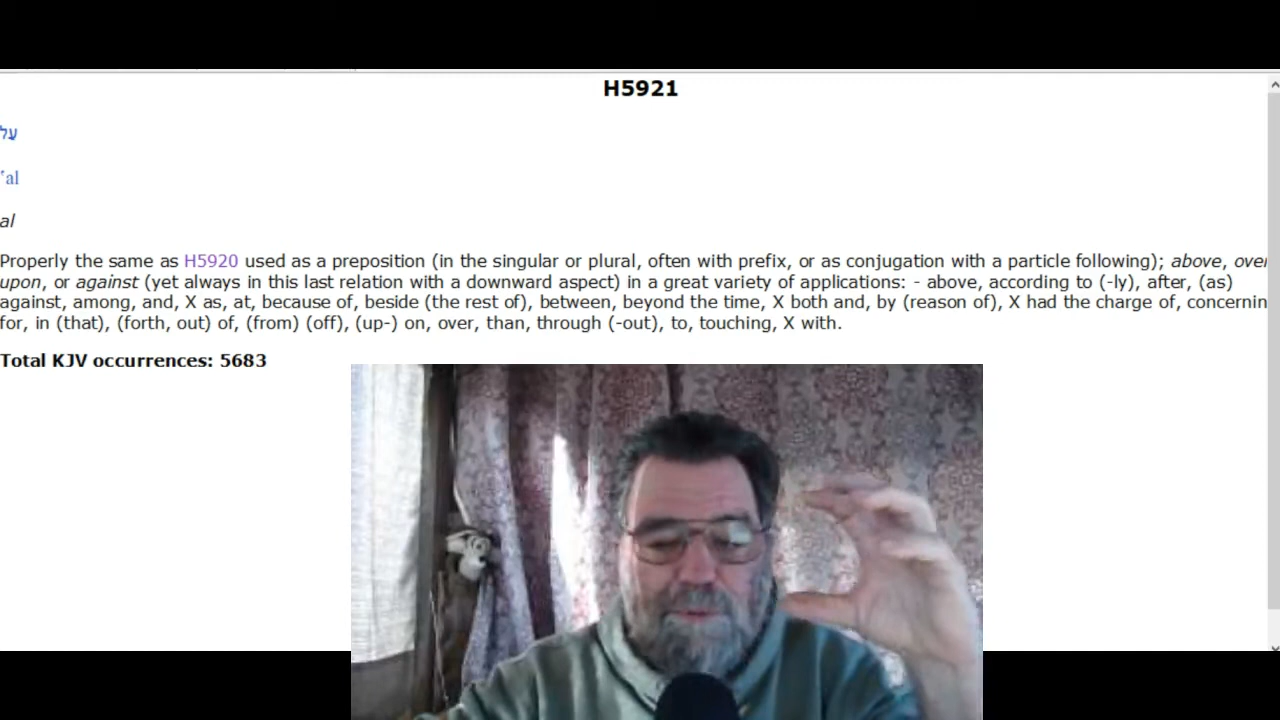 H5921
עַל
‛al
al
Properly the same as H5920 used as a preposition (in the singular or plural, often with prefix, or as conjugation with a particle following); above, over
upon, or against (yet always in this last relation with a downward aspect) in a great variety of applications: - above, according to (-ly), after, (as)
against, among, and, X as, at, because of, beside (the rest of), between, beyond the time, X both and, by (reason of), X had the charge of, concernin
for, in (that), (forth, out) of, (from) (off), (up-) on, over, than, through (-out), to, touching, X with.
Total KJV occurrences: 5683